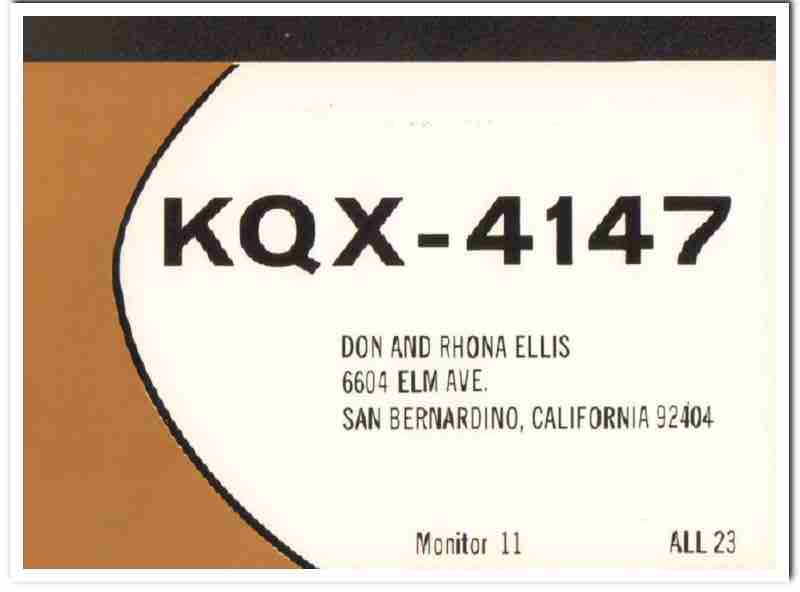 KQX-4147
DON AND RHONA ELLIS
6604 ELM AVE.
SAN BERNARDINO, CALIFORNIA 92404
Monitor 11 ALL 23